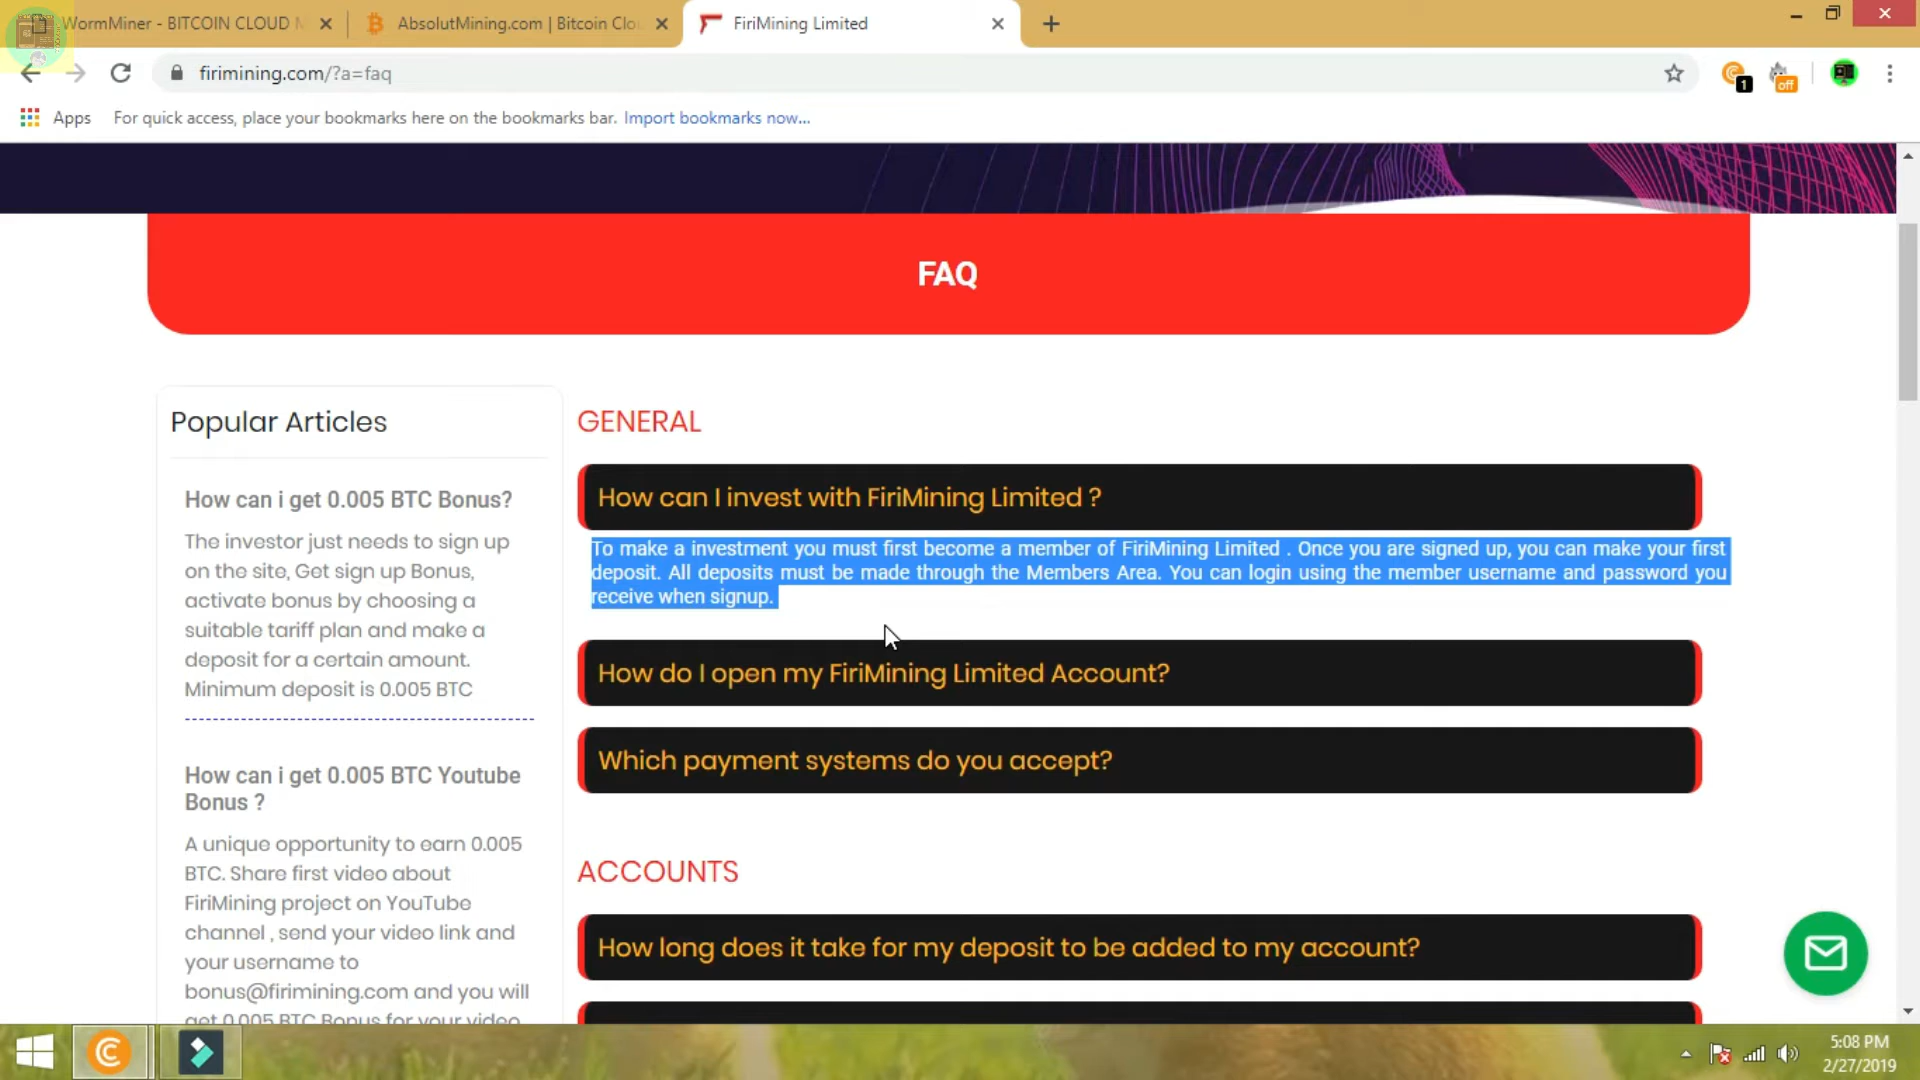 WormMiner - BITCOIN CLOUD M
AbsolutMining.com | Bitcoin Clou
FiriMining Limited
firimining.com/?a=faq
1
off
Apps
For quick access, place your bookmarks here on the bookmarks bar. Import bookmarks now...
FAQ
Popular Articles
How can i get 0.005 BTC Bonus?
The investor just needs to sign up
on the site, Get sign up Bonus,
activate bonus by choosing a
suitable tariff plan and make a
deposit for a certain amount.
Minimum deposit is 0.005 BTC
How can i get 0.005 BTC Youtube
Bonus ?
A unique opportunity to earn 0.005
BTC. Share first video about
FiriMining project on YouTube
channel , send your video link and
your username to
bonus@firimining.com and you will
get 0.005 BTC Bonus for your video
GENERAL
How can I invest with FiriMining Limited ?
To make a investment you must first become a member of FiriMining Limited . Once you are signed up, you can make your first
deposit. All deposits must be made through the Members Area. You can login using the member username and password you
receive when signup.
How do I open my FiriMining Limited Account?
Which payment systems do you accept?
ACCOUNTS
How long does it take for my deposit to be added to my account?
5:08 PM
2/27/2019